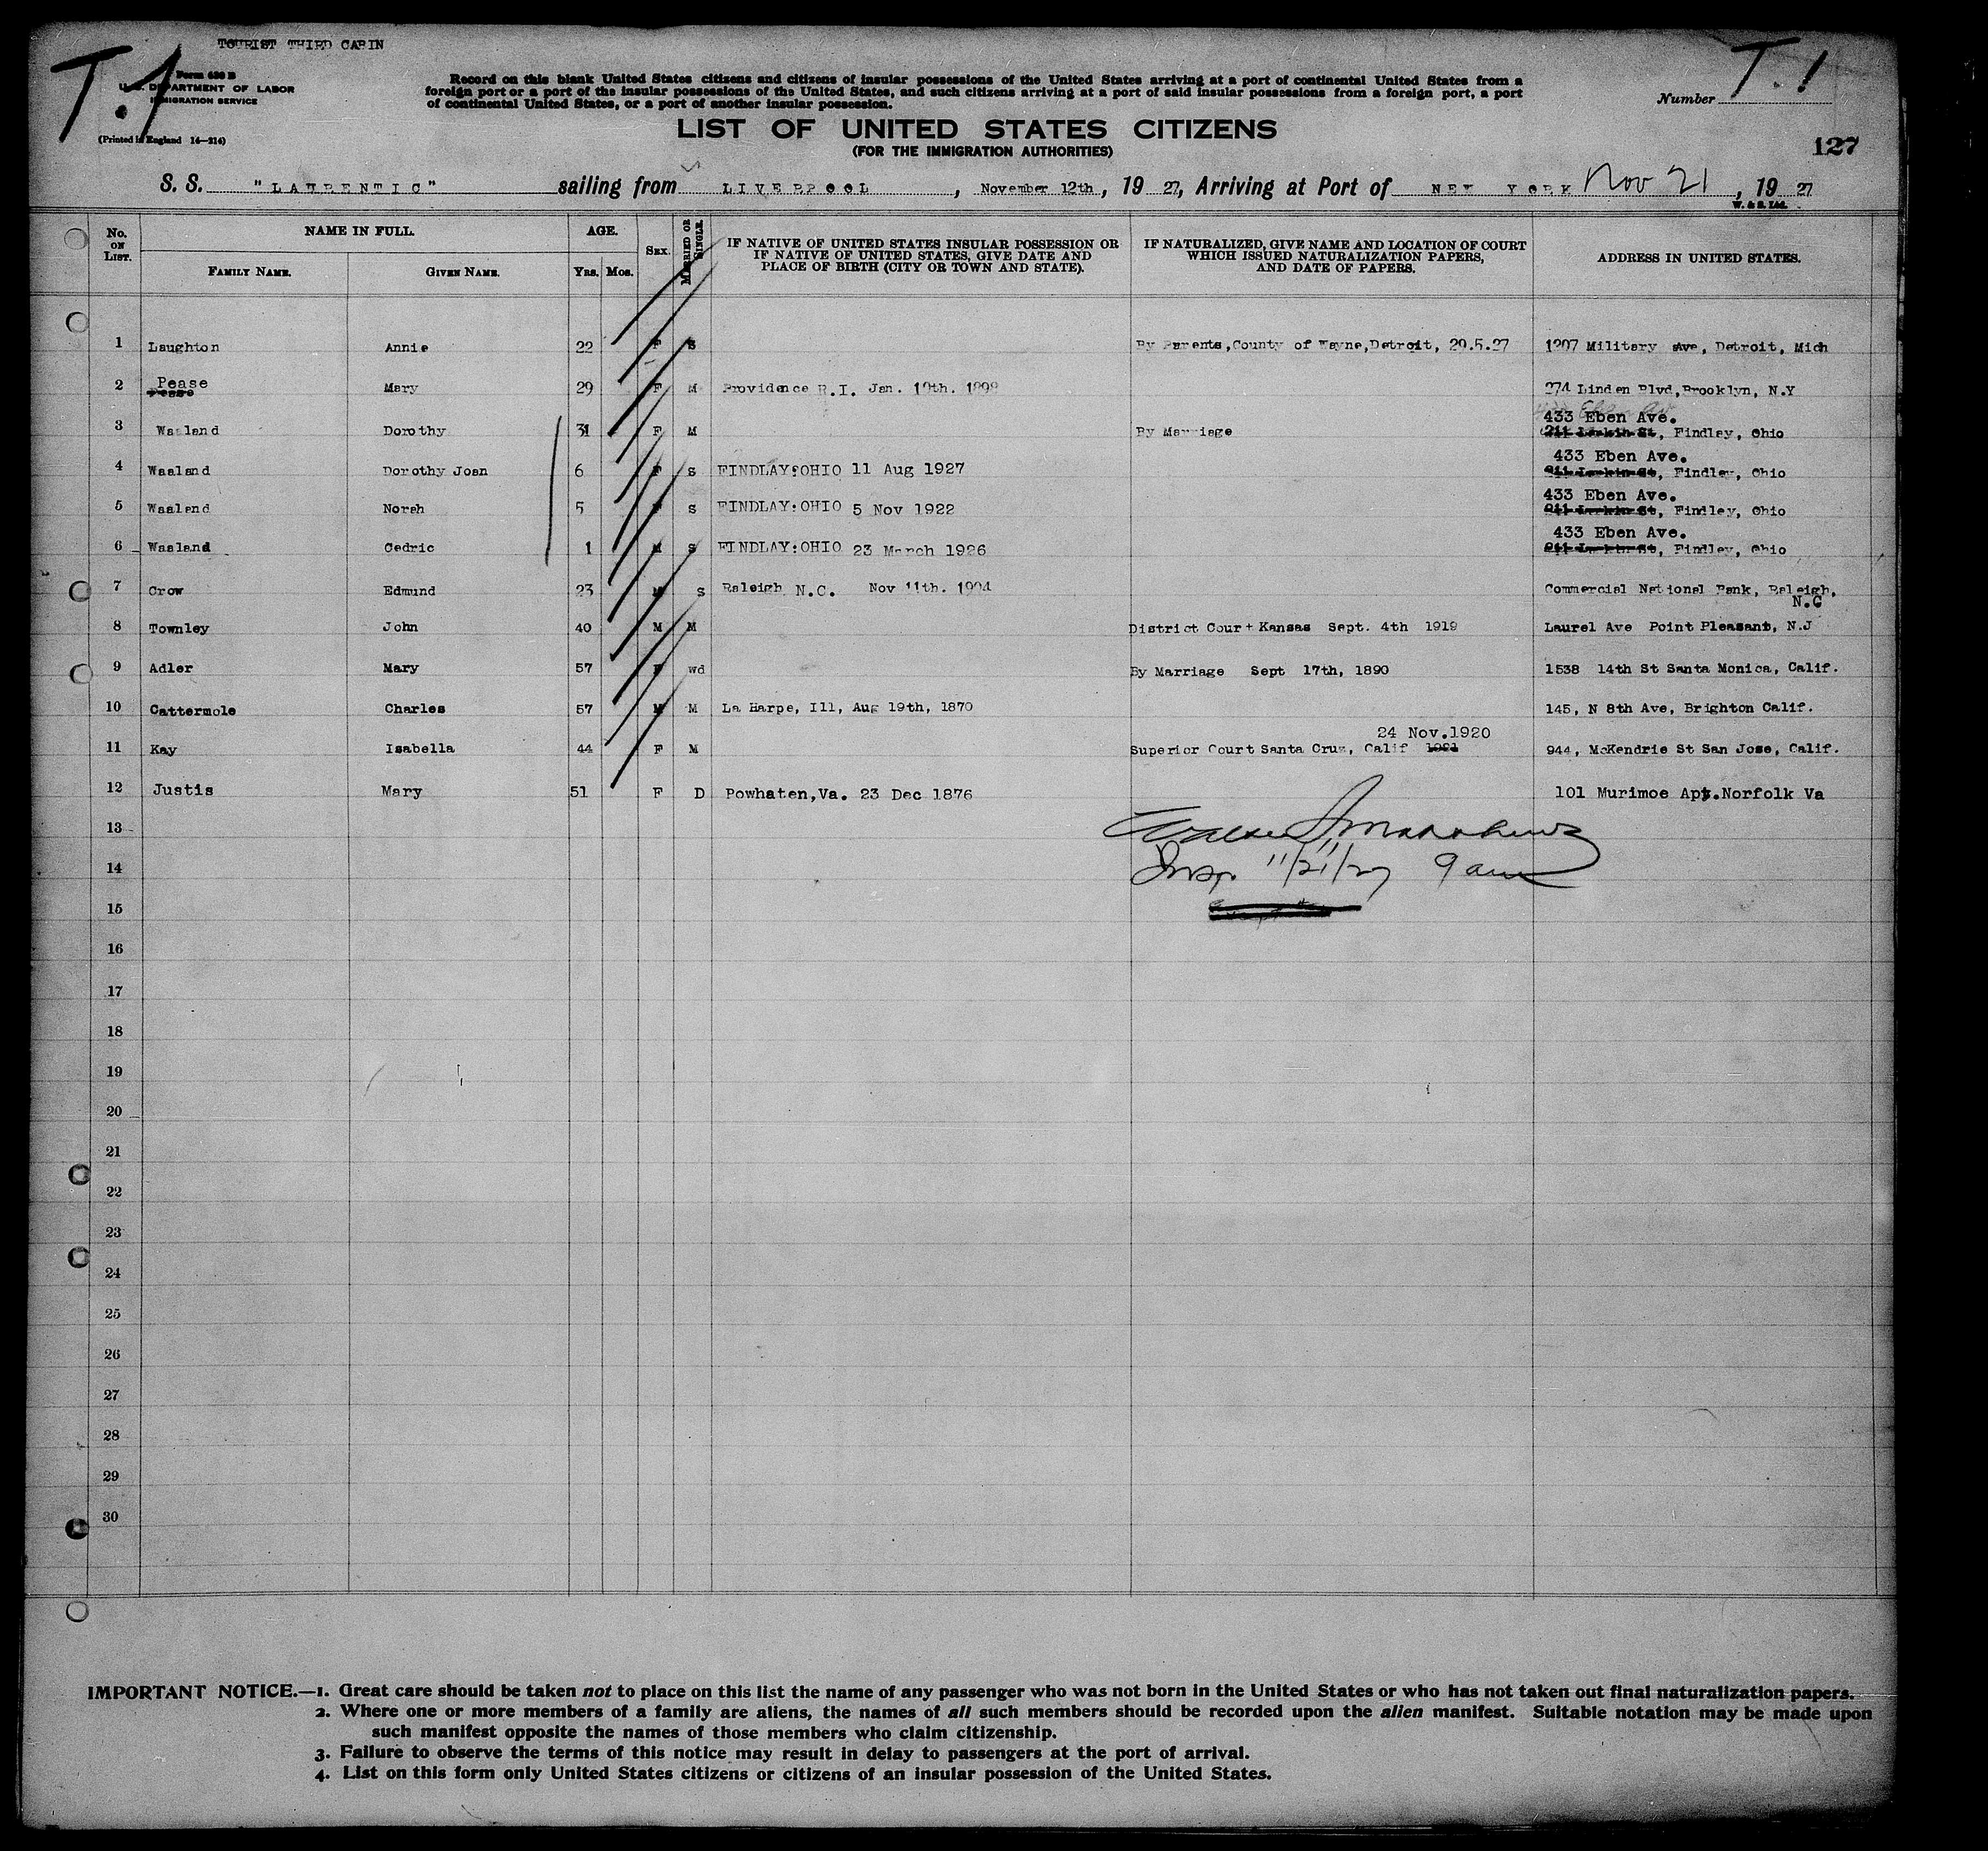 TOURIST THIRD CABIN
T.1
T.1
Form 630 B
U.S. DEPARTMENT OF LABOR
IMMIGRATION SERVICE
(Printed in England 14—214)
Record on this blank United States citizens and citizens of insular possessions of the United States arriving at a port of continental United States from a
foreign port or a port of the insular possessions of the United States, and such citizens arriving at a port of said insular possessions from a foreign port, a port
of continental United States, or a port of another insular possession.
Number
LIST OF UNITED STATES CITIZENS
(FOR THE IMMIGRATION AUTHORITIES)
127
S. S. "LAURENTIC" sailing from LIVERPOOL, November 12th, 19 27, Arriving at Port of NEW YORK Nov 21, 19 27
W. & S. Ltd.
No. ON LIST. NAME IN FULL. AGE. SEX. MARRIED OR SINGLE. IF NATIVE OF UNITED STATES INSULAR POSSESSION OR IF NATIVE OF UNITED STATES, GIVE DATE AND PLACE OF BIRTH (CITY OR TOWN AND STATE). IF NATURALIZED, GIVE NAME AND LOCATION OF COURT WHICH ISSUED NATURALIZATION PAPERS, AND DATE OF PAPERS. ADDRESS IN UNITED STATES.
FAMILY NAME. GIVEN NAME. YRS. MOS.
1 Laughton Annie 22 F S By Parents, County of Wayne, Detroit, 29.5.27 1207 Military Ave, Detroit, Mich
2 Pease Mary 29 F M Providence R.I. Jan. 19th. 1898 274 Linden Blvd, Brooklyn, N.Y
433 Eben Ave.
3 Waaland Dorothy 31 F M By Marriage Findley, Ohio
433 Eben Ave.
4 Waaland Dorothy Joan 6 F S FINDLAY:OHIO 11 Aug 1927 Findley, Ohio
433 Eben Ave.
5 Waaland Norah 5 F S FINDLAY:OHIO 5 Nov 1922 Findley, Ohio
433 Eben Ave.
6 Waaland Cedric 1 M S FINDLAY:OHIO 23 March 1926 Findley, Ohio
7 Crow Edmund 23 M S Raleigh N.C. Nov 11th. 1904 Commercial National Bank, Raleigh,
N.C
8 Townley John 40 M M District Court Kansas Sept. 4th 1919 Laurel Ave Point Pleasant, N.J
9 Adler Mary 57 F wd By Marriage Sept 17th, 1890 1538 14th St Santa Monica, Calif.
10 Cattermole Charles 57 M M La Harpe, Ill, Aug 19th, 1870 145, N 8th Ave, Brighton Calif.
24 Nov.1920
11 Kay Isabella 44 F M Superior Court Santa Cruz, Calif 1921 944, McKendrie St San Jose, Calif.
12 Justis Mary 51 F D Powhaten, Va. 23 Dec 1876 101 Murimoe Apt. Norfolk Va
13
14 Insp. 11/21/27 9 am
15
16
17
18
19
20
21
22
23
24
25
26
27
28
29
30
IMPORTANT NOTICE.—1. Great care should be taken not to place on this list the name of any passenger who was not born in the United States or who has not taken out final naturalization papers.
2. Where one or more members of a family are aliens, the names of all such members should be recorded upon the alien manifest. Suitable notation may be made upon
such manifest opposite the names of those members who claim citizenship.
3. Failure to observe the terms of this notice may result in delay to passengers at the port of arrival.
4. List on this form only United States citizens or citizens of an insular possession of the United States.